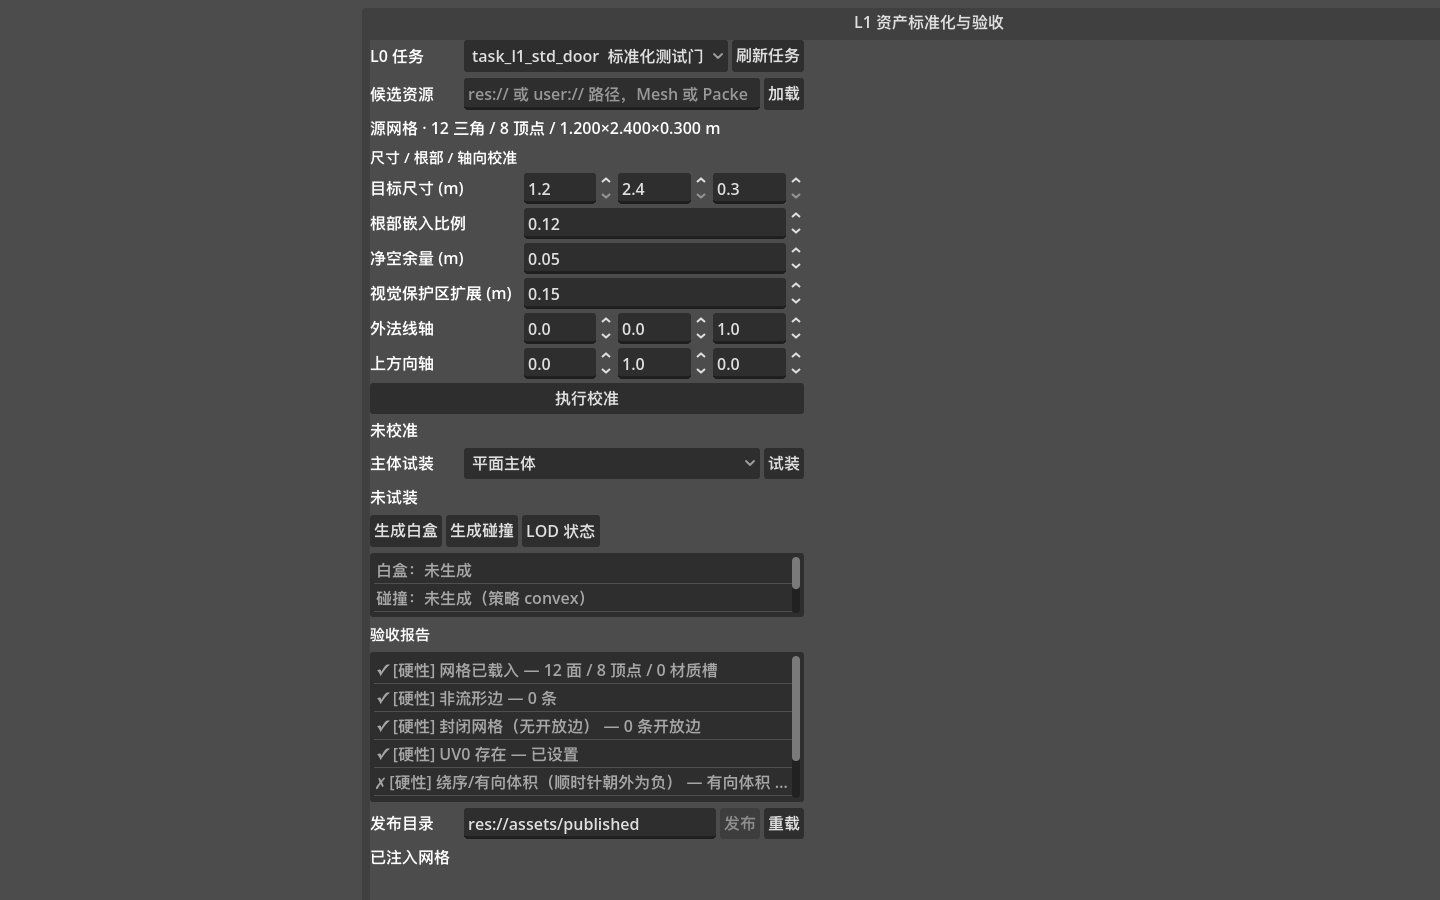 L1 资产标准化与验收
L0 任务 task_l1_std_door 标准化测试门 刷新任务
候选资源 res:// 或 user:// 路径，Mesh 或 Packe 加载
源网格 · 12 三角 / 8 顶点 / 1.200×2.400×0.300 m
尺寸 / 根部 / 轴向校准
目标尺寸 (m) 1.2 2.4 0.3
根部嵌入比例 0.12
净空余量 (m) 0.05
视觉保护区扩展 (m) 0.15
外法线轴 0.0 0.0 1.0
上方向轴 0.0 1.0 0.0
执行校准
未校准
主体试装 平面主体 试装
未试装
生成白盒 生成碰撞 LOD 状态
白盒：未生成
碰撞：未生成（策略 convex）
验收报告
✓ [硬性] 网格已载入 — 12 面 / 8 顶点 / 0 材质槽
✓ [硬性] 非流形边 — 0 条
✓ [硬性] 封闭网格（无开放边） — 0 条开放边
✓ [硬性] UV0 存在 — 已设置
✗ [硬性] 绕序/有向体积（顺时针朝外为负） — 有向体积 ...
发布目录 res://assets/published 发布 重载
已注入网格